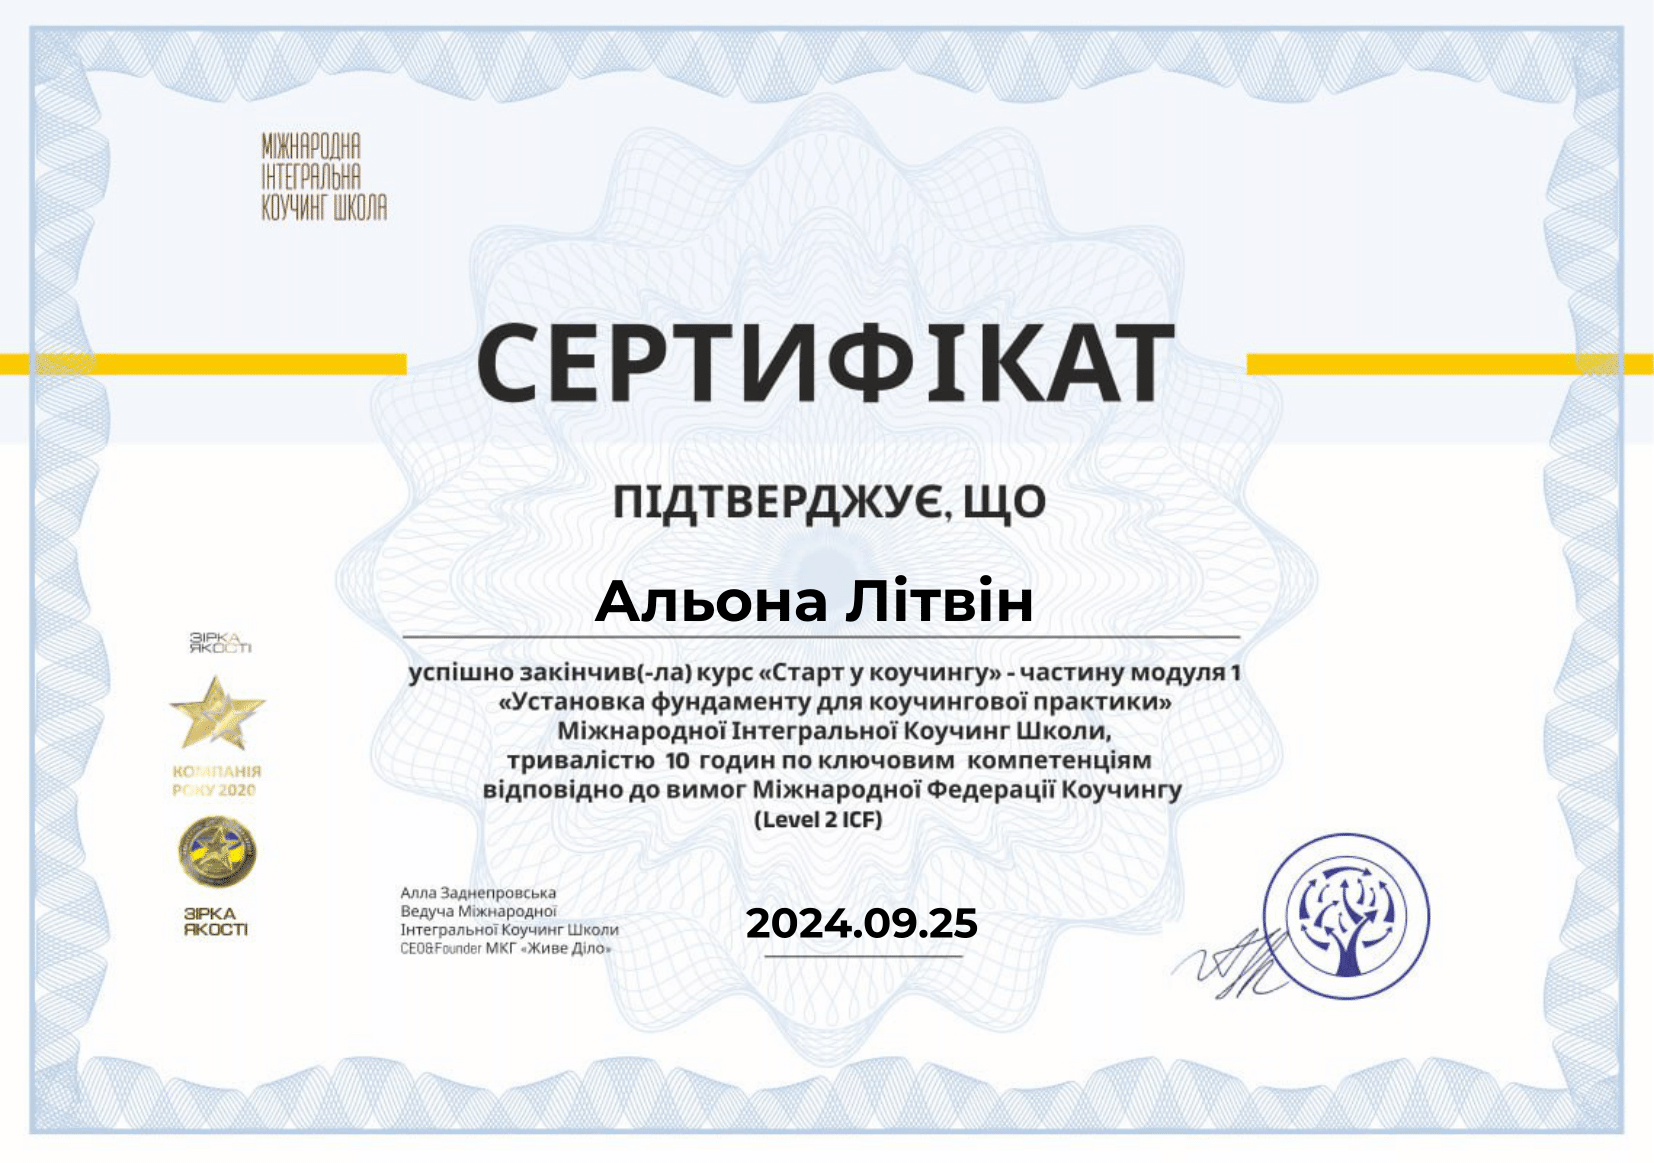 МІЖНАРОДНА
ІНТЕГРАЛЬНА
КОУЧИНГ ШКОЛА
СЕРТИФІКАТ
ПІДТВЕРДЖУЄ, ЩО
Альона Літвін
успішно закінчив(-ла) курс «Старт у коучингу» - частину модуля 1
«Установка фундаменту для коучингової практики»
Міжнародної Інтегральної Коучинг Школи,
тривалістю 10 годин по ключовим компетенціям
відповідно до вимог Міжнародної Федерації Коучингу
(Level 2 ICF)
ЗІРКА
ЯКОСТІ
КОМПАНІЯ
РОКУ 2020
ЗІРКА
ЯКОСТІ
Алла Заднепровська
Ведуча Міжнародної
Інтегральної Коучинг Школи
CEO&Founder МКГ «Живе Діло»
2024.09.25